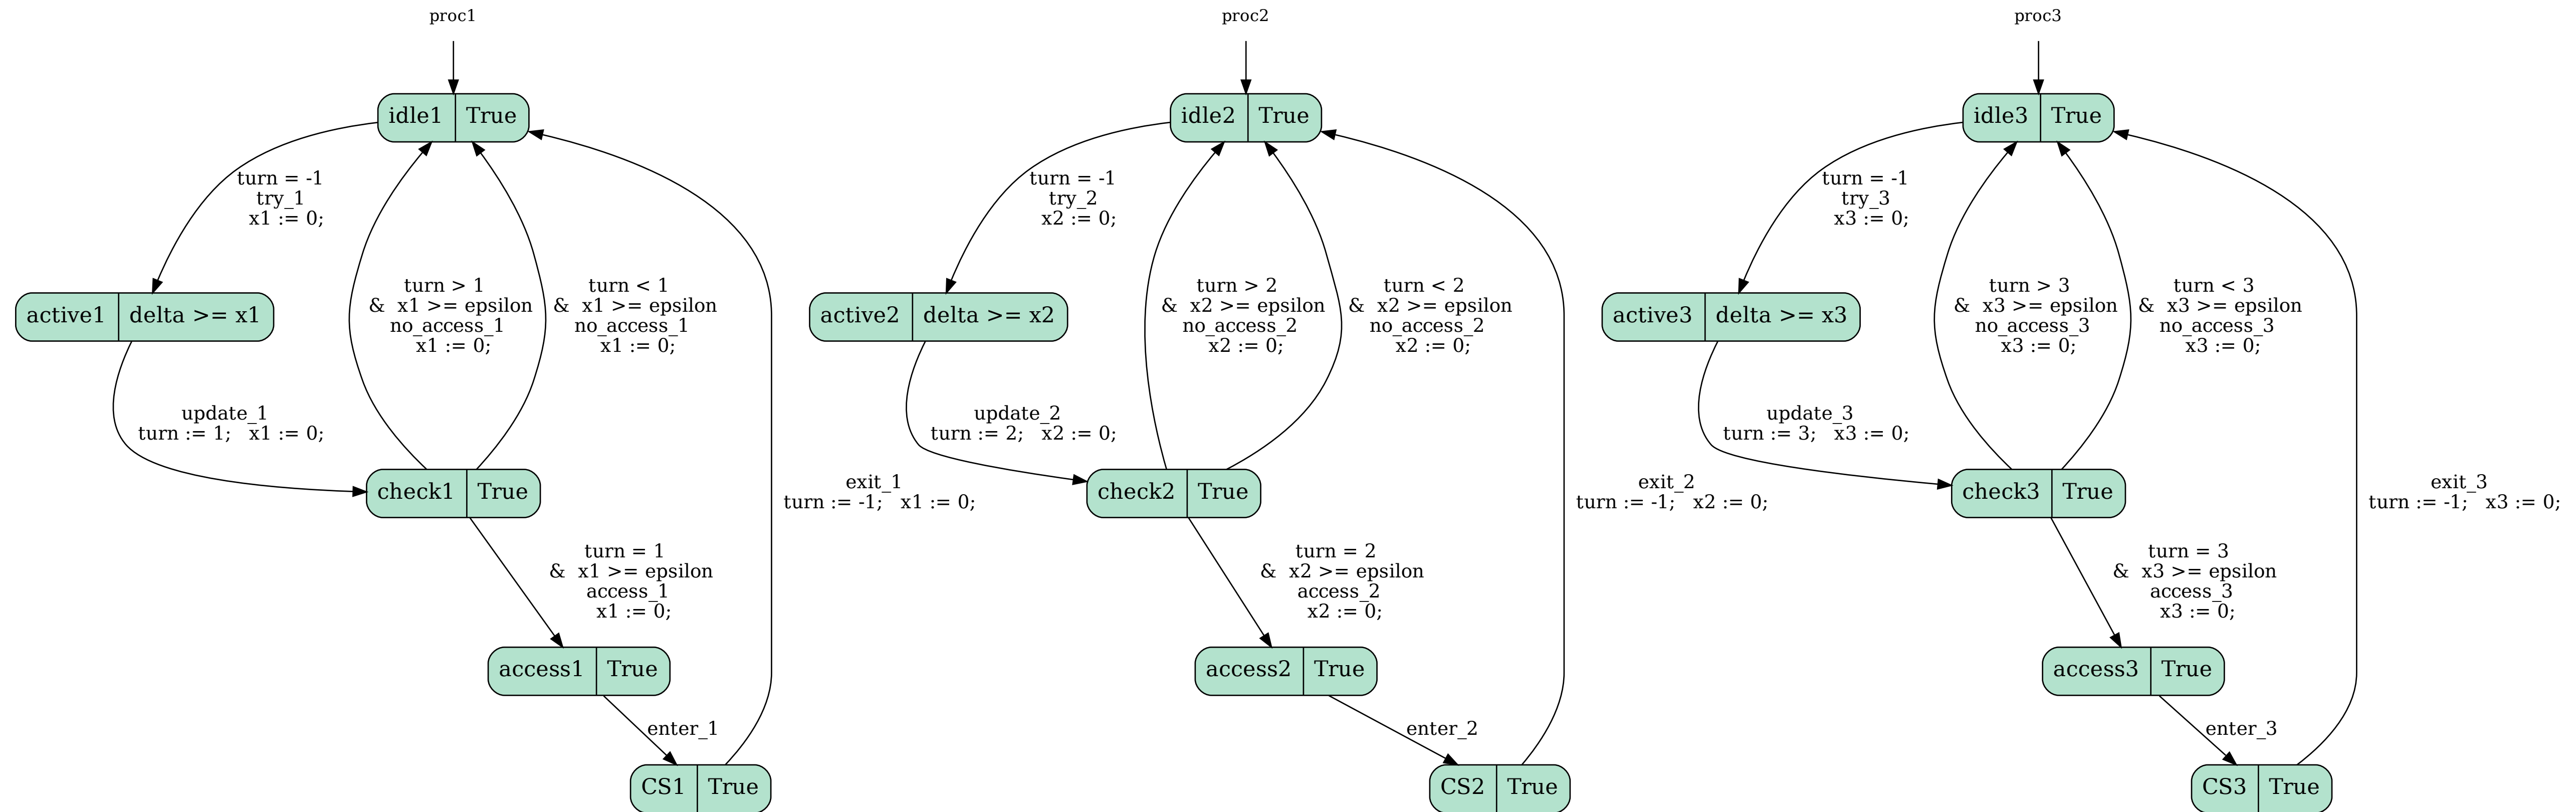 proc1
proc2
proc3
idle1 True
idle2 True
idle3 True
turn = -1
try_1
x1 := 0;
turn = -1
try_2
x2 := 0;
turn = -1
try_3
x3 := 0;
active1 delta >= x1
turn > 1
& x1 >= epsilon
no_access_1
x1 := 0;
turn < 1
& x1 >= epsilon
no_access_1
x1 := 0;
active2 delta >= x2
turn > 2
& x2 >= epsilon
no_access_2
x2 := 0;
turn < 2
& x2 >= epsilon
no_access_2
x2 := 0;
active3 delta >= x3
turn > 3
& x3 >= epsilon
no_access_3
x3 := 0;
turn < 3
& x3 >= epsilon
no_access_3
x3 := 0;
update_1
turn := 1; x1 := 0;
update_2
turn := 2; x2 := 0;
update_3
turn := 3; x3 := 0;
check1 True
exit_1
turn := -1; x1 := 0;
check2 True
exit_2
turn := -1; x2 := 0;
check3 True
exit_3
turn := -1; x3 := 0;
turn = 1
& x1 >= epsilon
access_1
x1 := 0;
turn = 2
& x2 >= epsilon
access_2
x2 := 0;
turn = 3
& x3 >= epsilon
access_3
x3 := 0;
access1 True
access2 True
access3 True
enter_1
enter_2
enter_3
CS1 True
CS2 True
CS3 True